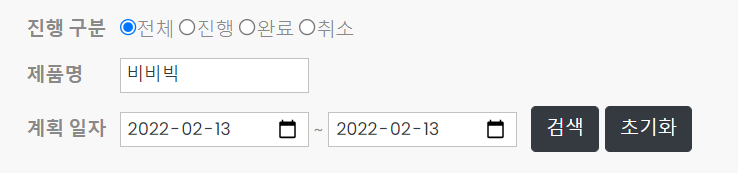 진행 구분 전체 진행 완료 취소
제품명 비비빅
계획 일자 2022-02-13 ~ 2022-02-13 검색 초기화